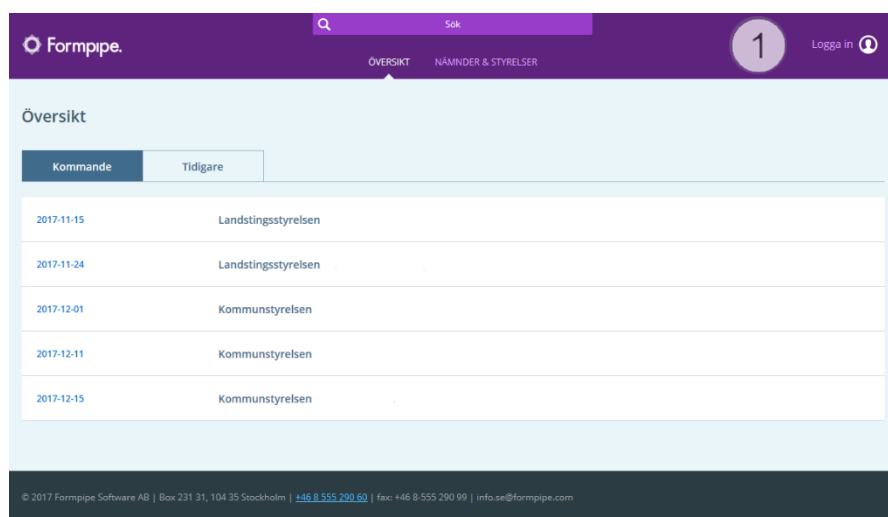 Sök
Formpipe.
1
Logga in
ÖVERSIKT NÄMNDER & STYRELSER
Översikt
Kommande Tidigare
2017-11-15 Landstingsstyrelsen
2017-11-24 Landstingsstyrelsen
2017-12-01 Kommunstyrelsen
2017-12-11 Kommunstyrelsen
2017-12-15 Kommunstyrelsen
© 2017 Formpipe Software AB | Box 231 31, 104 35 Stockholm | +46 8 555 290 60 | fax: +46 8-555 290 99 | info.se@formpipe.com